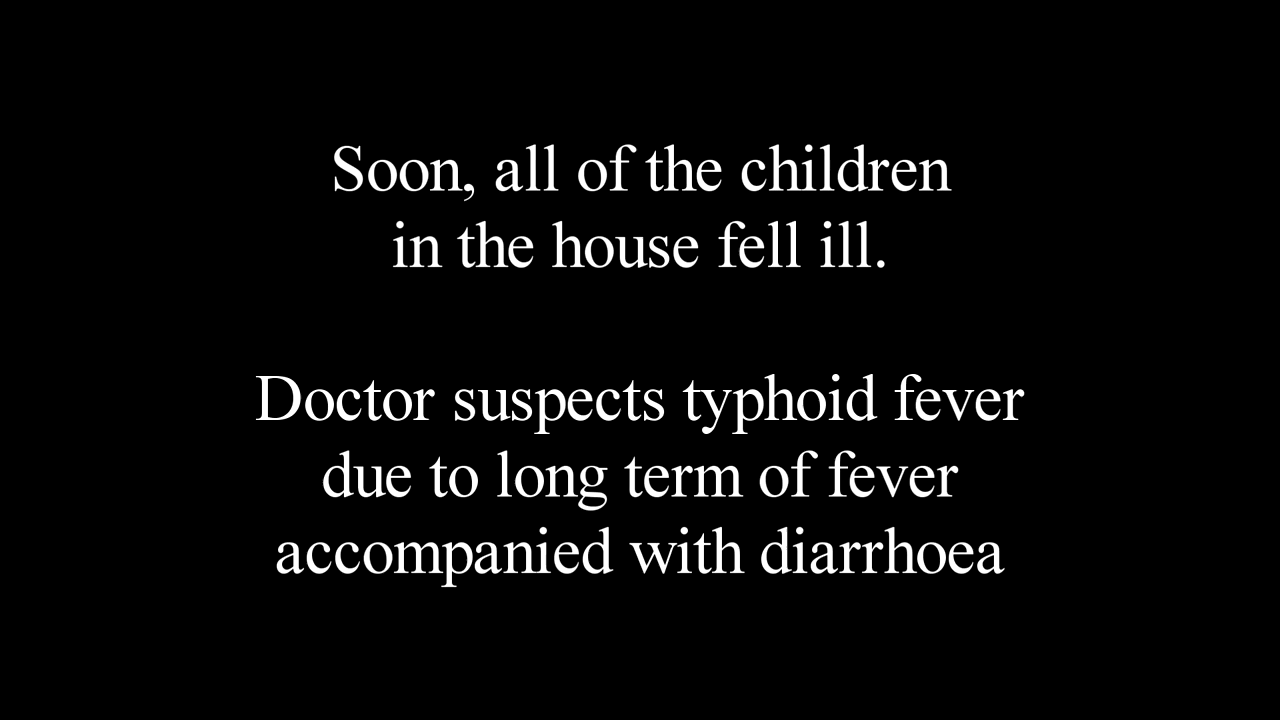 Soon, all of the children
in the house fell ill.
Doctor suspects typhoid fever
due to long term of fever
accompanied with diarrhoea